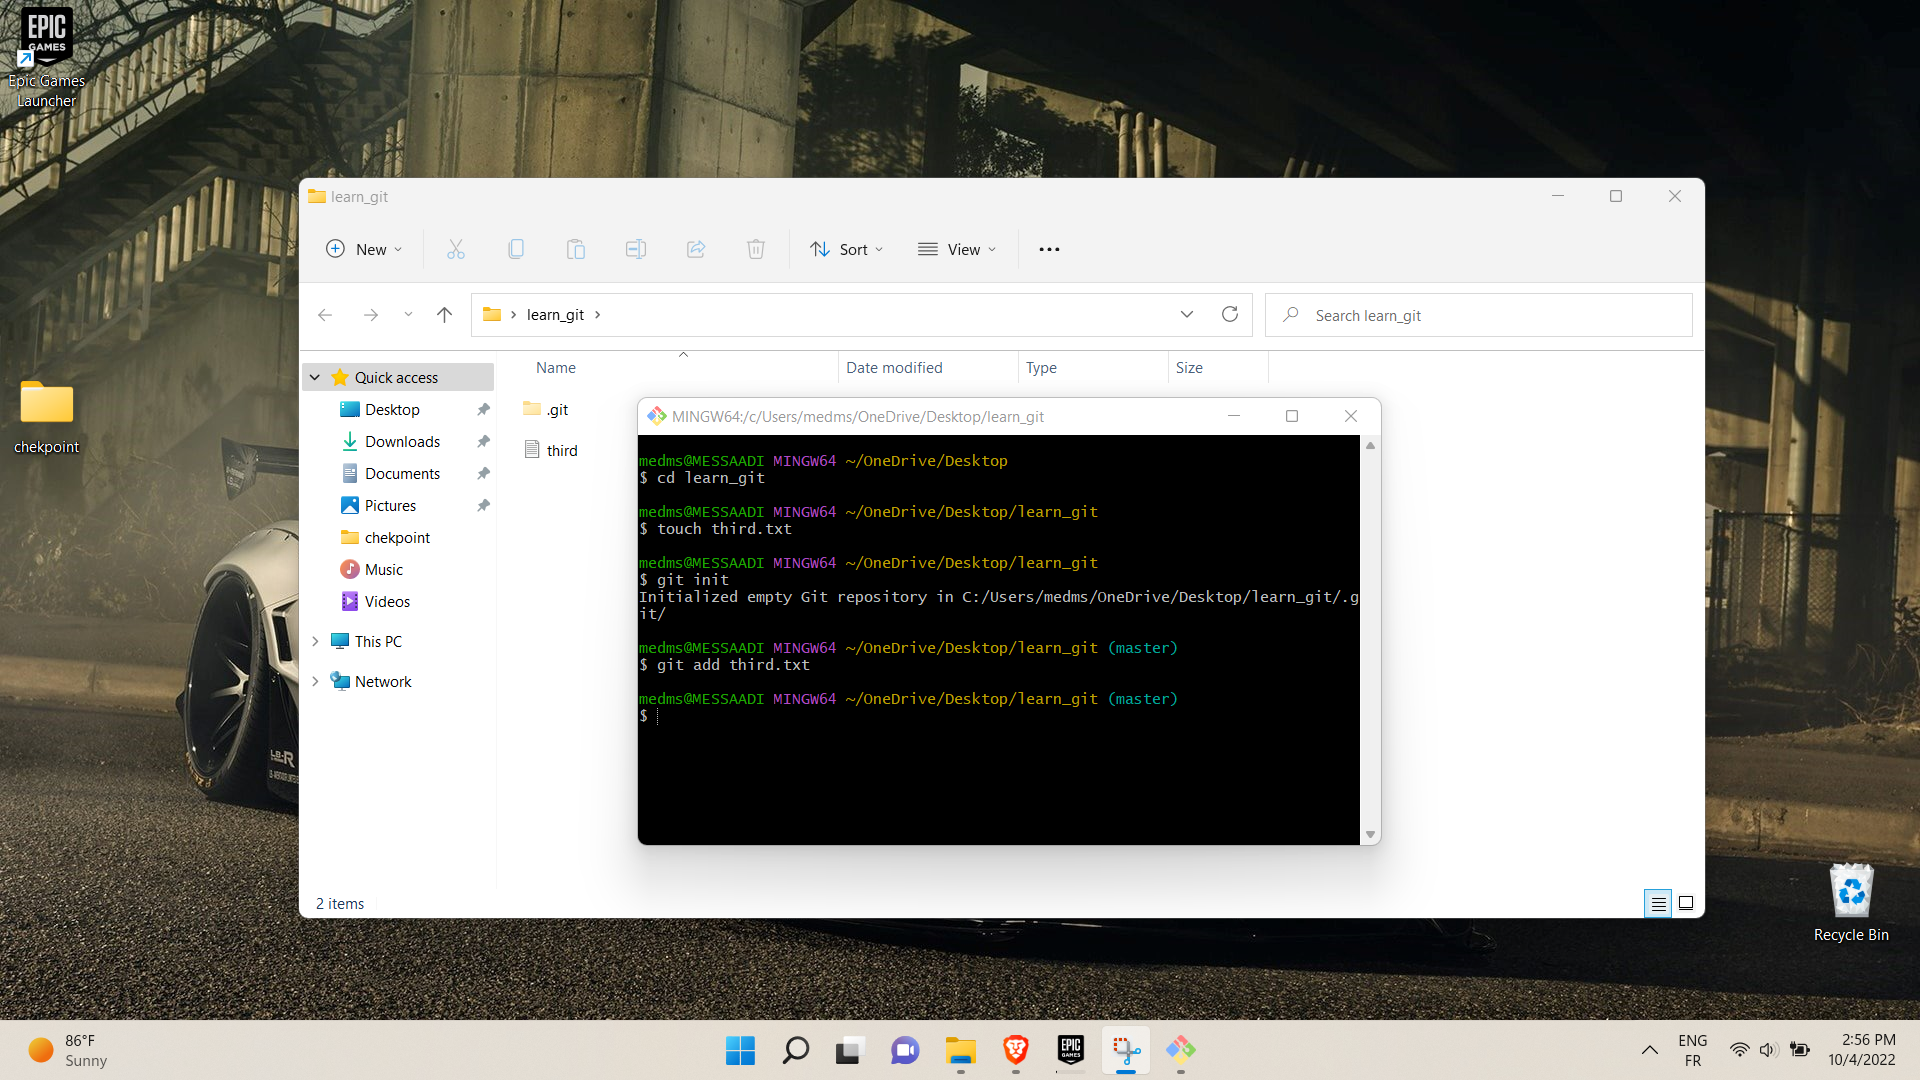 EPIC
GAMES
Epic Games
Launcher
chekpoint
learn_git
New
Sort
View
learn_git
Search learn_git
Name
Date modified
Type
Size
Quick access
Desktop
Downloads
Documents
Pictures
chekpoint
Music
Videos
This PC
Network
.git
third
MINGW64:/c/Users/medms/OneDrive/Desktop/learn_git
medms@MESSAADI MINGW64 ~/OneDrive/Desktop
$ cd learn_git
medms@MESSAADI MINGW64 ~/OneDrive/Desktop/learn_git
$ touch third.txt
medms@MESSAADI MINGW64 ~/OneDrive/Desktop/learn_git
$ git init
Initialized empty Git repository in C:/Users/medms/OneDrive/Desktop/learn_git/.g
it/
medms@MESSAADI MINGW64 ~/OneDrive/Desktop/learn_git (master)
$ git add third.txt
medms@MESSAADI MINGW64 ~/OneDrive/Desktop/learn_git (master)
$
2 items
Recycle Bin
86°F
Sunny
EPIC
GAMES
ENG
FR
2:56 PM
10/4/2022